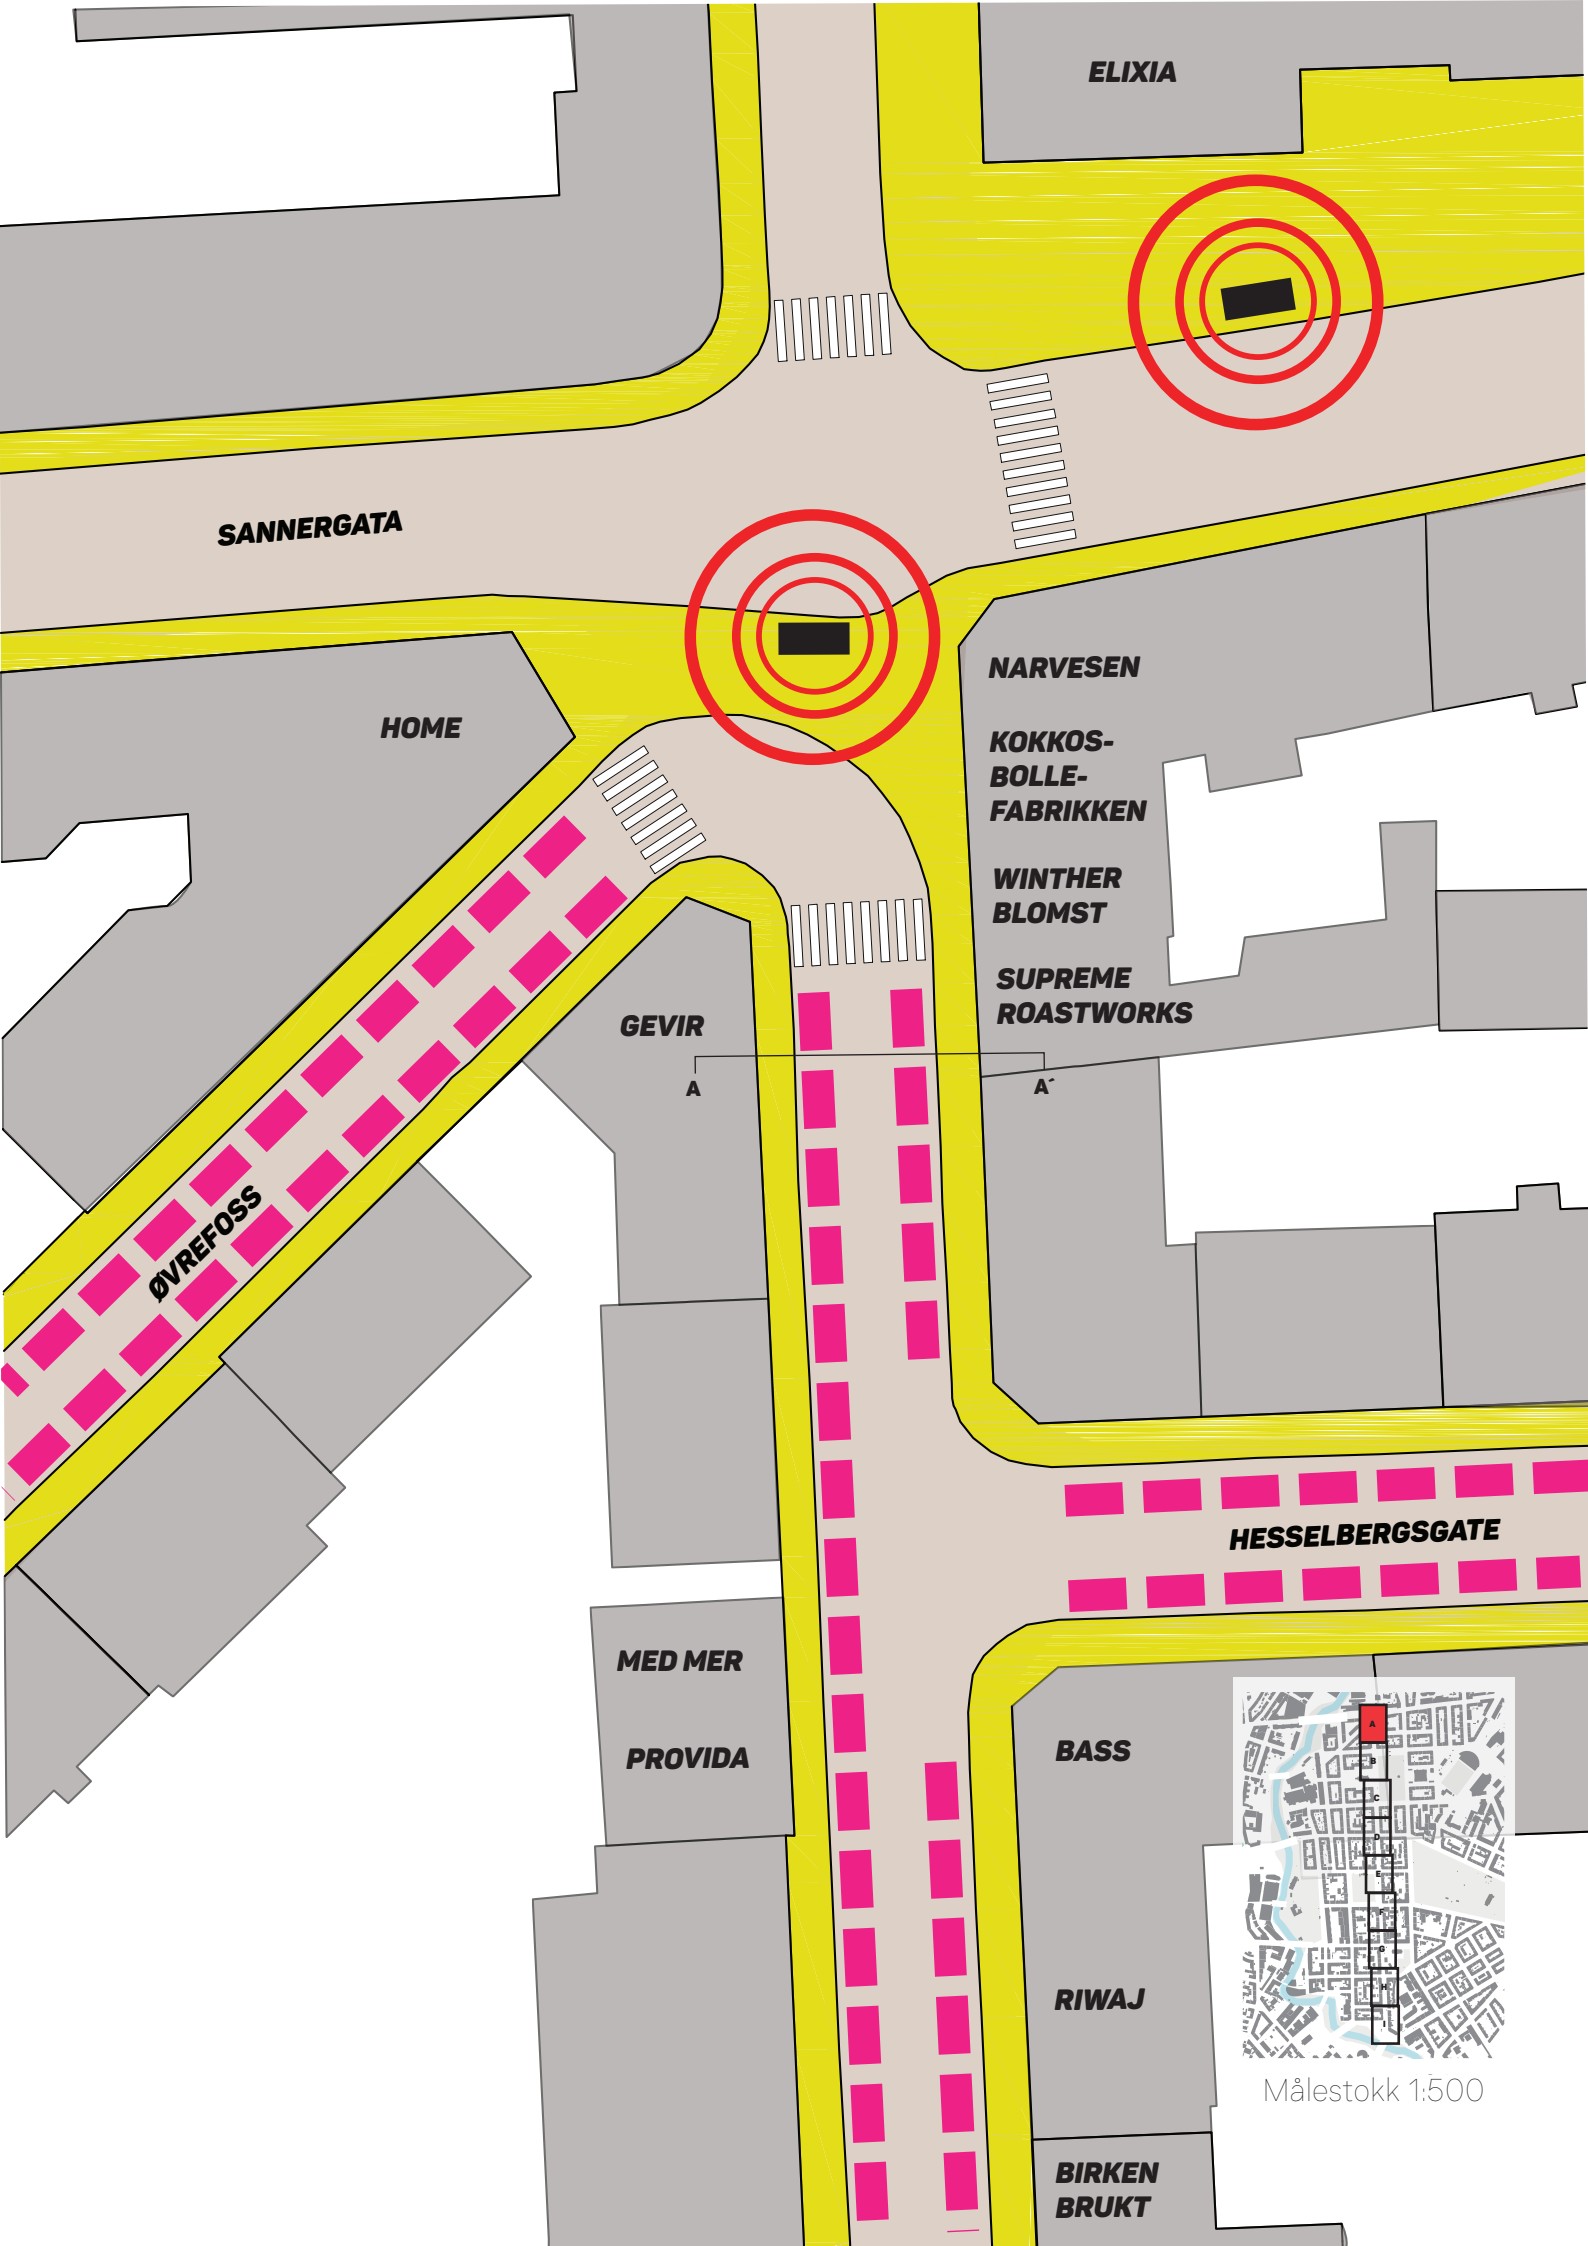 ELIXIA
SANNERGATA
HOME
NARVESEN
KOKKOS-
BOLLE-
FABRIKKEN
WINTHER
BLOMST
SUPREME
ROASTWORKS
GEVIR
A
A´
ØVREFOSS
HESSELBERGSGATE
MED MER
PROVIDA
BASS
RIWAJ
BIRKEN
BRUKT
A
B
C
D
E
F
G
H
I
Målestokk 1:500